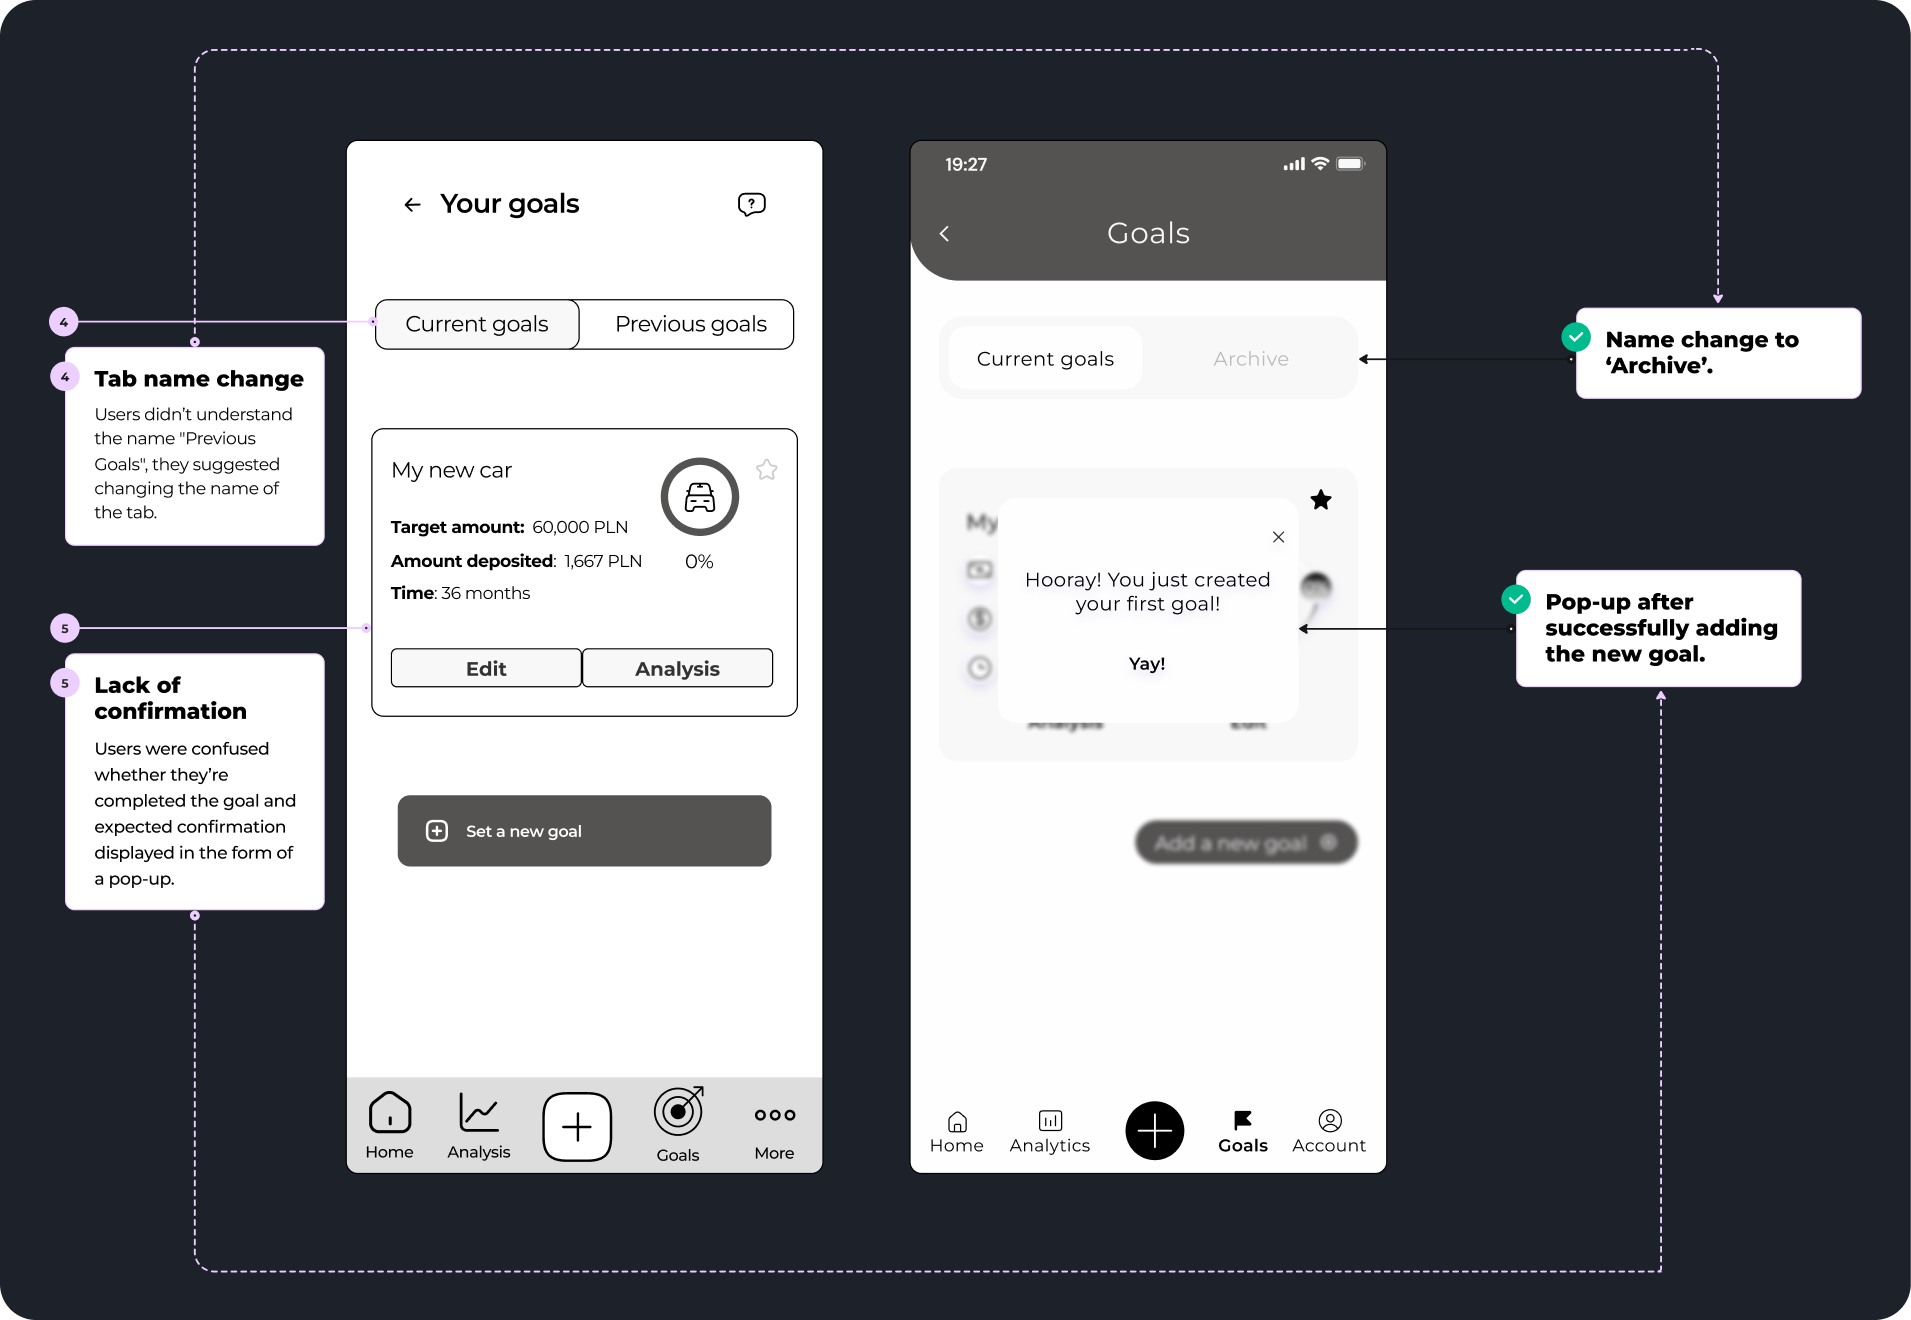 4
4
Tab name change
Users didn't understand
the name "Previous
Goals", they suggested
changing the name of
the tab.
5
5
Lack of
confirmation
Users were confused
whether they're
completed the goal and
expected confirmation
displayed in the form of
a pop-up.
Your goals
?
Current goals
Previous goals
My new car
Target amount: 60,000 PLN
Amount deposited: 1,667 PLN
0%
Time: 36 months
Edit
Analysis
Set a new goal
Home
Analysis
Goals
More
19:27
Goals
Current goals
Archive
My
Hooray! You just created
your first goal!
Yay!
$
Analysis
Edit
Add a new goal
Home
Analytics
Goals
Account
Name change to
‘Archive’.
Pop-up after
successfully adding
the new goal.